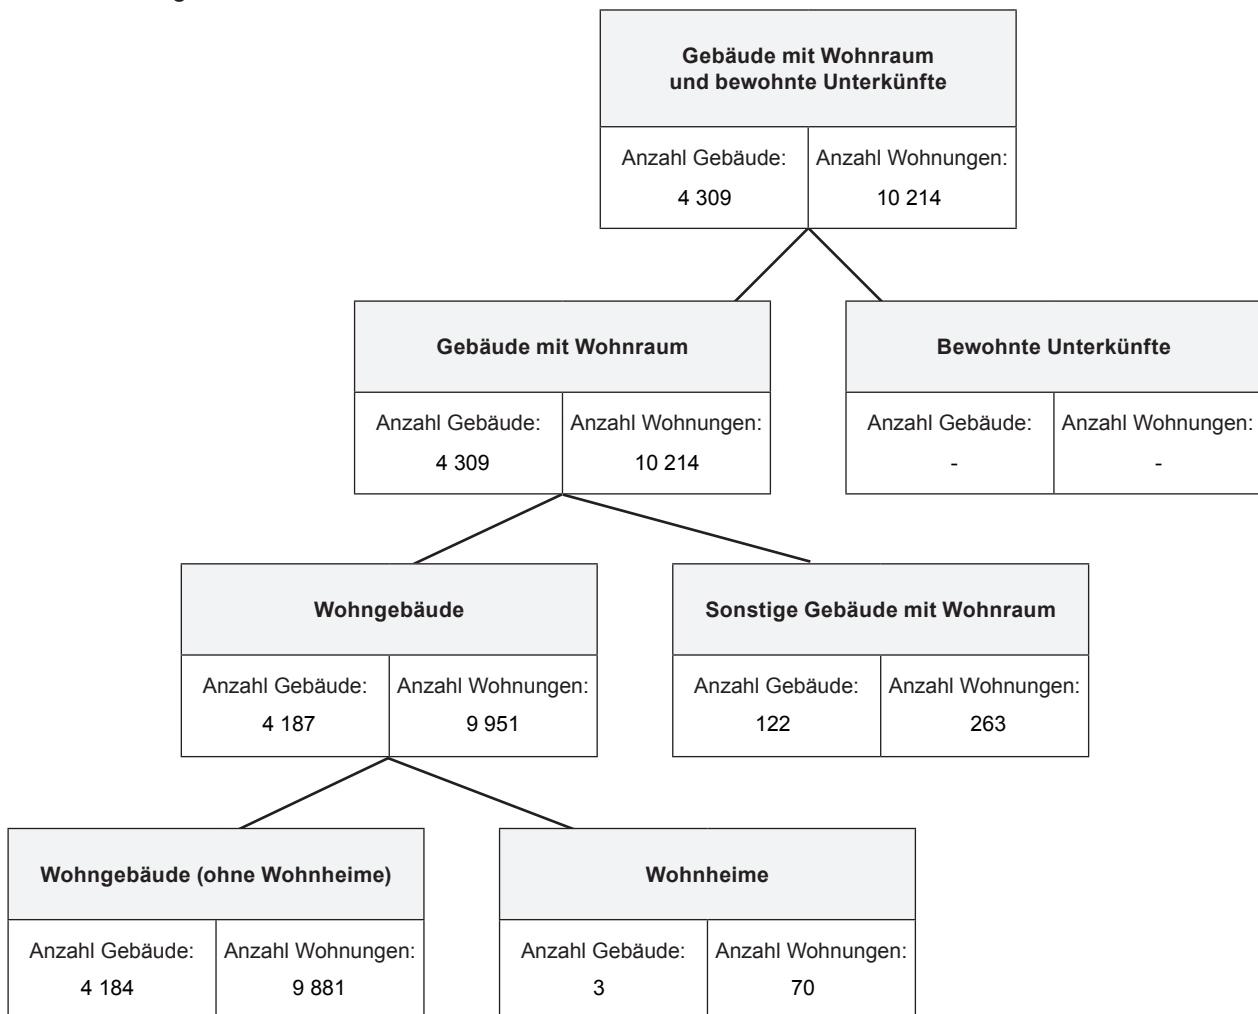 Gebäude mit Wohnraum
und bewohnte Unterkünfte
Anzahl Gebäude: Anzahl Wohnungen:
4 309 10 214
Gebäude mit Wohnraum Bewohnte Unterkünfte
Anzahl Gebäude: Anzahl Wohnungen: Anzahl Gebäude: Anzahl Wohnungen:
4 309 10 214 - -
Wohngebäude Sonstige Gebäude mit Wohnraum
Anzahl Gebäude: Anzahl Wohnungen: Anzahl Gebäude: Anzahl Wohnungen:
4 187 9 951 122 263
Wohngebäude (ohne Wohnheime) Wohnheime
Anzahl Gebäude: Anzahl Wohnungen: Anzahl Gebäude: Anzahl Wohnungen:
4 184 9 881 3 70